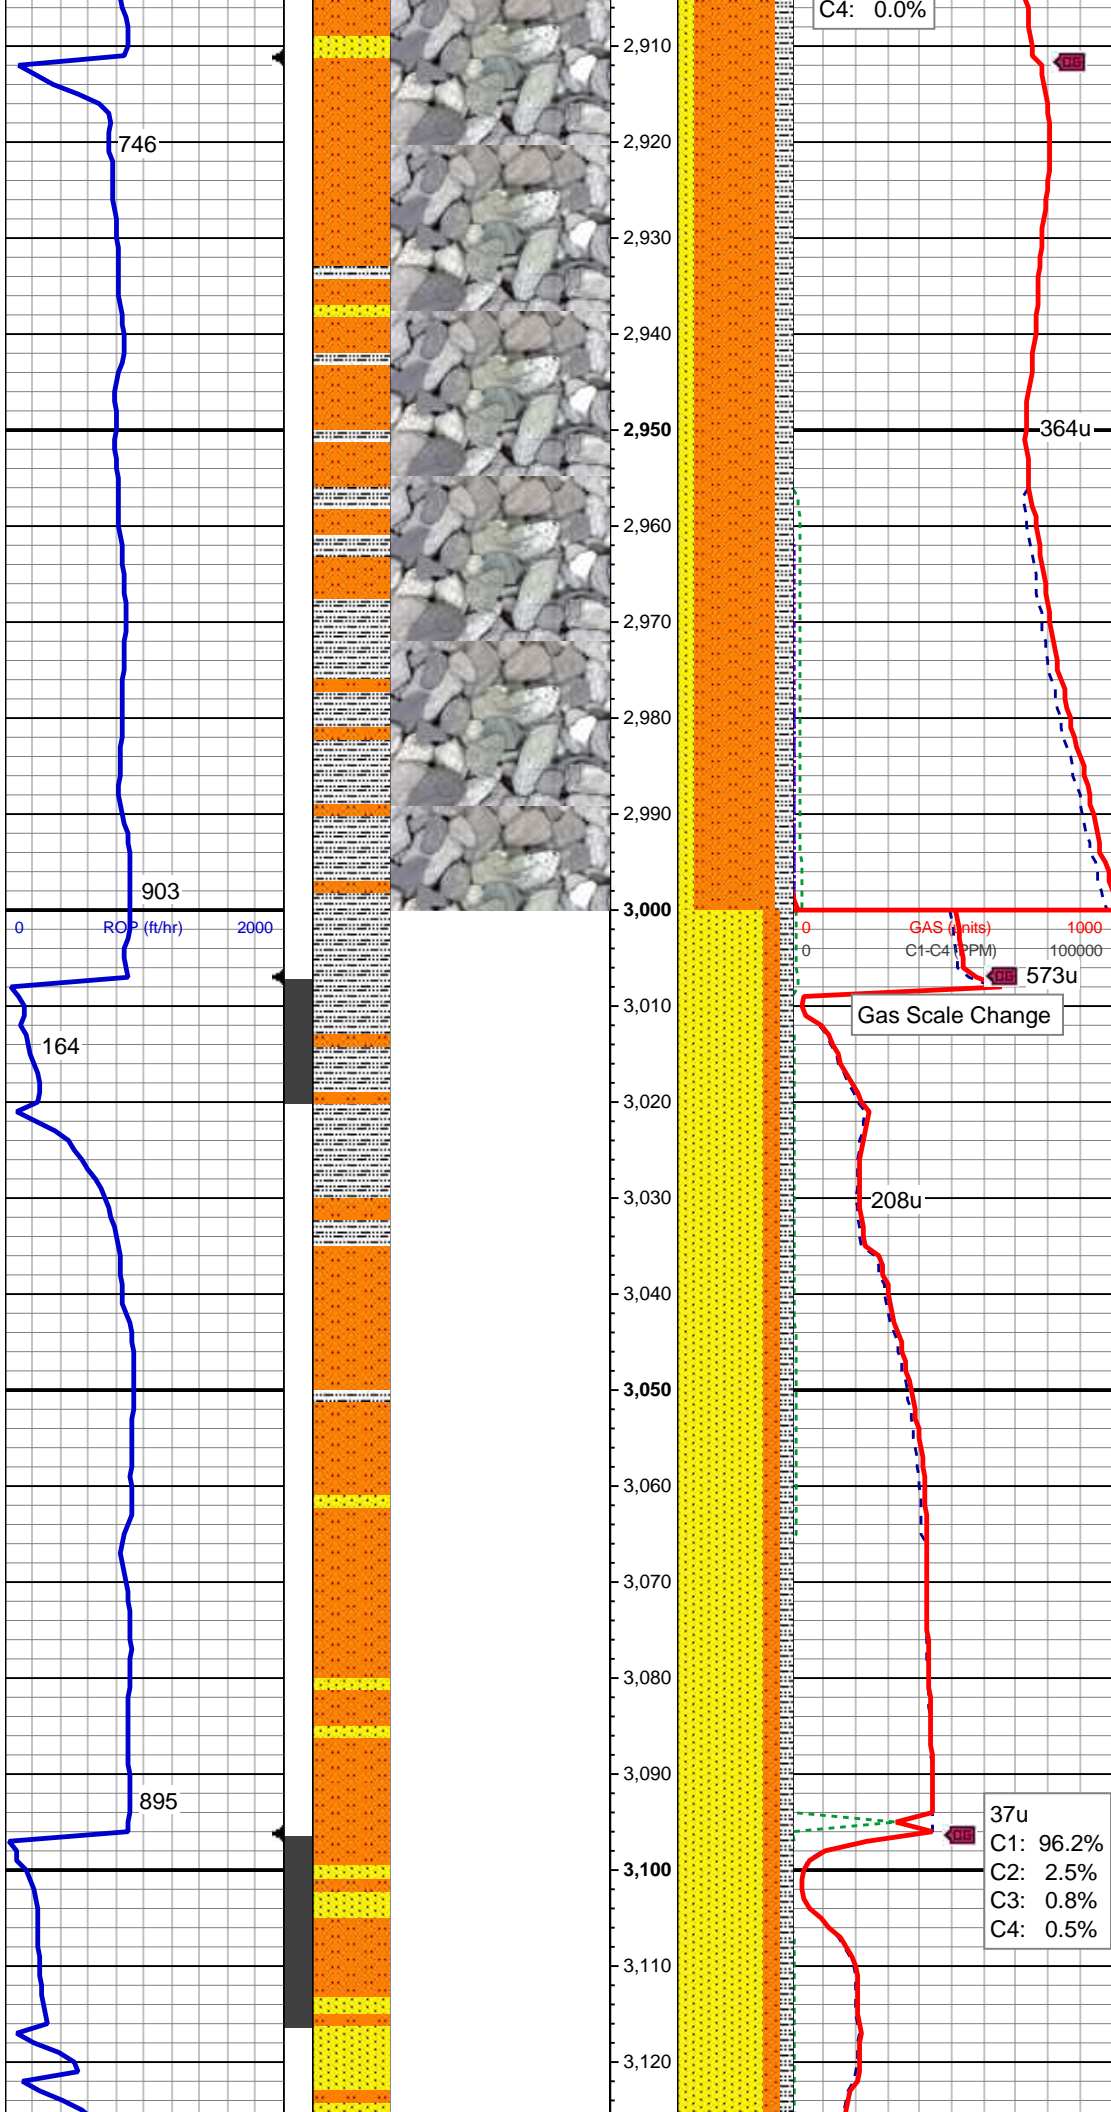 C4: 0.0%
2,910
CG
2,920
746
2,930
2,940
2,950
364u
2,960
2,970
2,980
2,990
903
3,000
0 ROP (ft/hr) 2000
0 GAS (units) 1000
0 C1-C4 (PPM) 100000
CG 573u
3,010
Gas Scale Change
164
3,020
3,030
208u
3,040
3,050
3,060
3,070
3,080
3,090
895
37u
CG
C1: 96.2%
3,100
C2: 2.5%
C3: 0.8%
C4: 0.5%
3,110
3,120